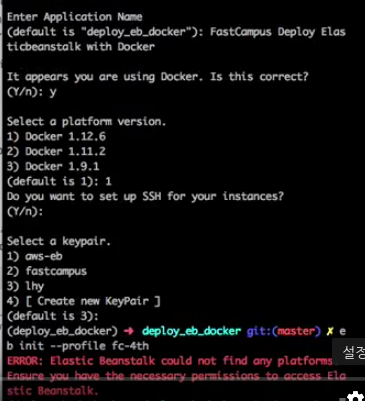 Enter Application Name
(default is "deploy_eb_docker"): FastCampus Deploy Elas
ticbeanstalk with Docker
It appears you are using Docker. Is this correct?
(Y/n): y
Select a platform version.
1) Docker 1.12.6
2) Docker 1.11.2
3) Docker 1.9.1
(default is 1): 1
Do you want to set up SSH for your instances?
(Y/n):
Select a keypair.
1) aws-eb
2) fastcampus
3) lhy
4) [ Create new KeyPair ]
(default is 3):
(deploy_eb_docker) ➜ deploy_eb_docker git:(master) ✗ e
b init --profile fc-4th
ERROR: Elastic Beanstalk could not find any platforms
설정
Ensure you have the necessary permissions to access Ela
stic Beanstalk.